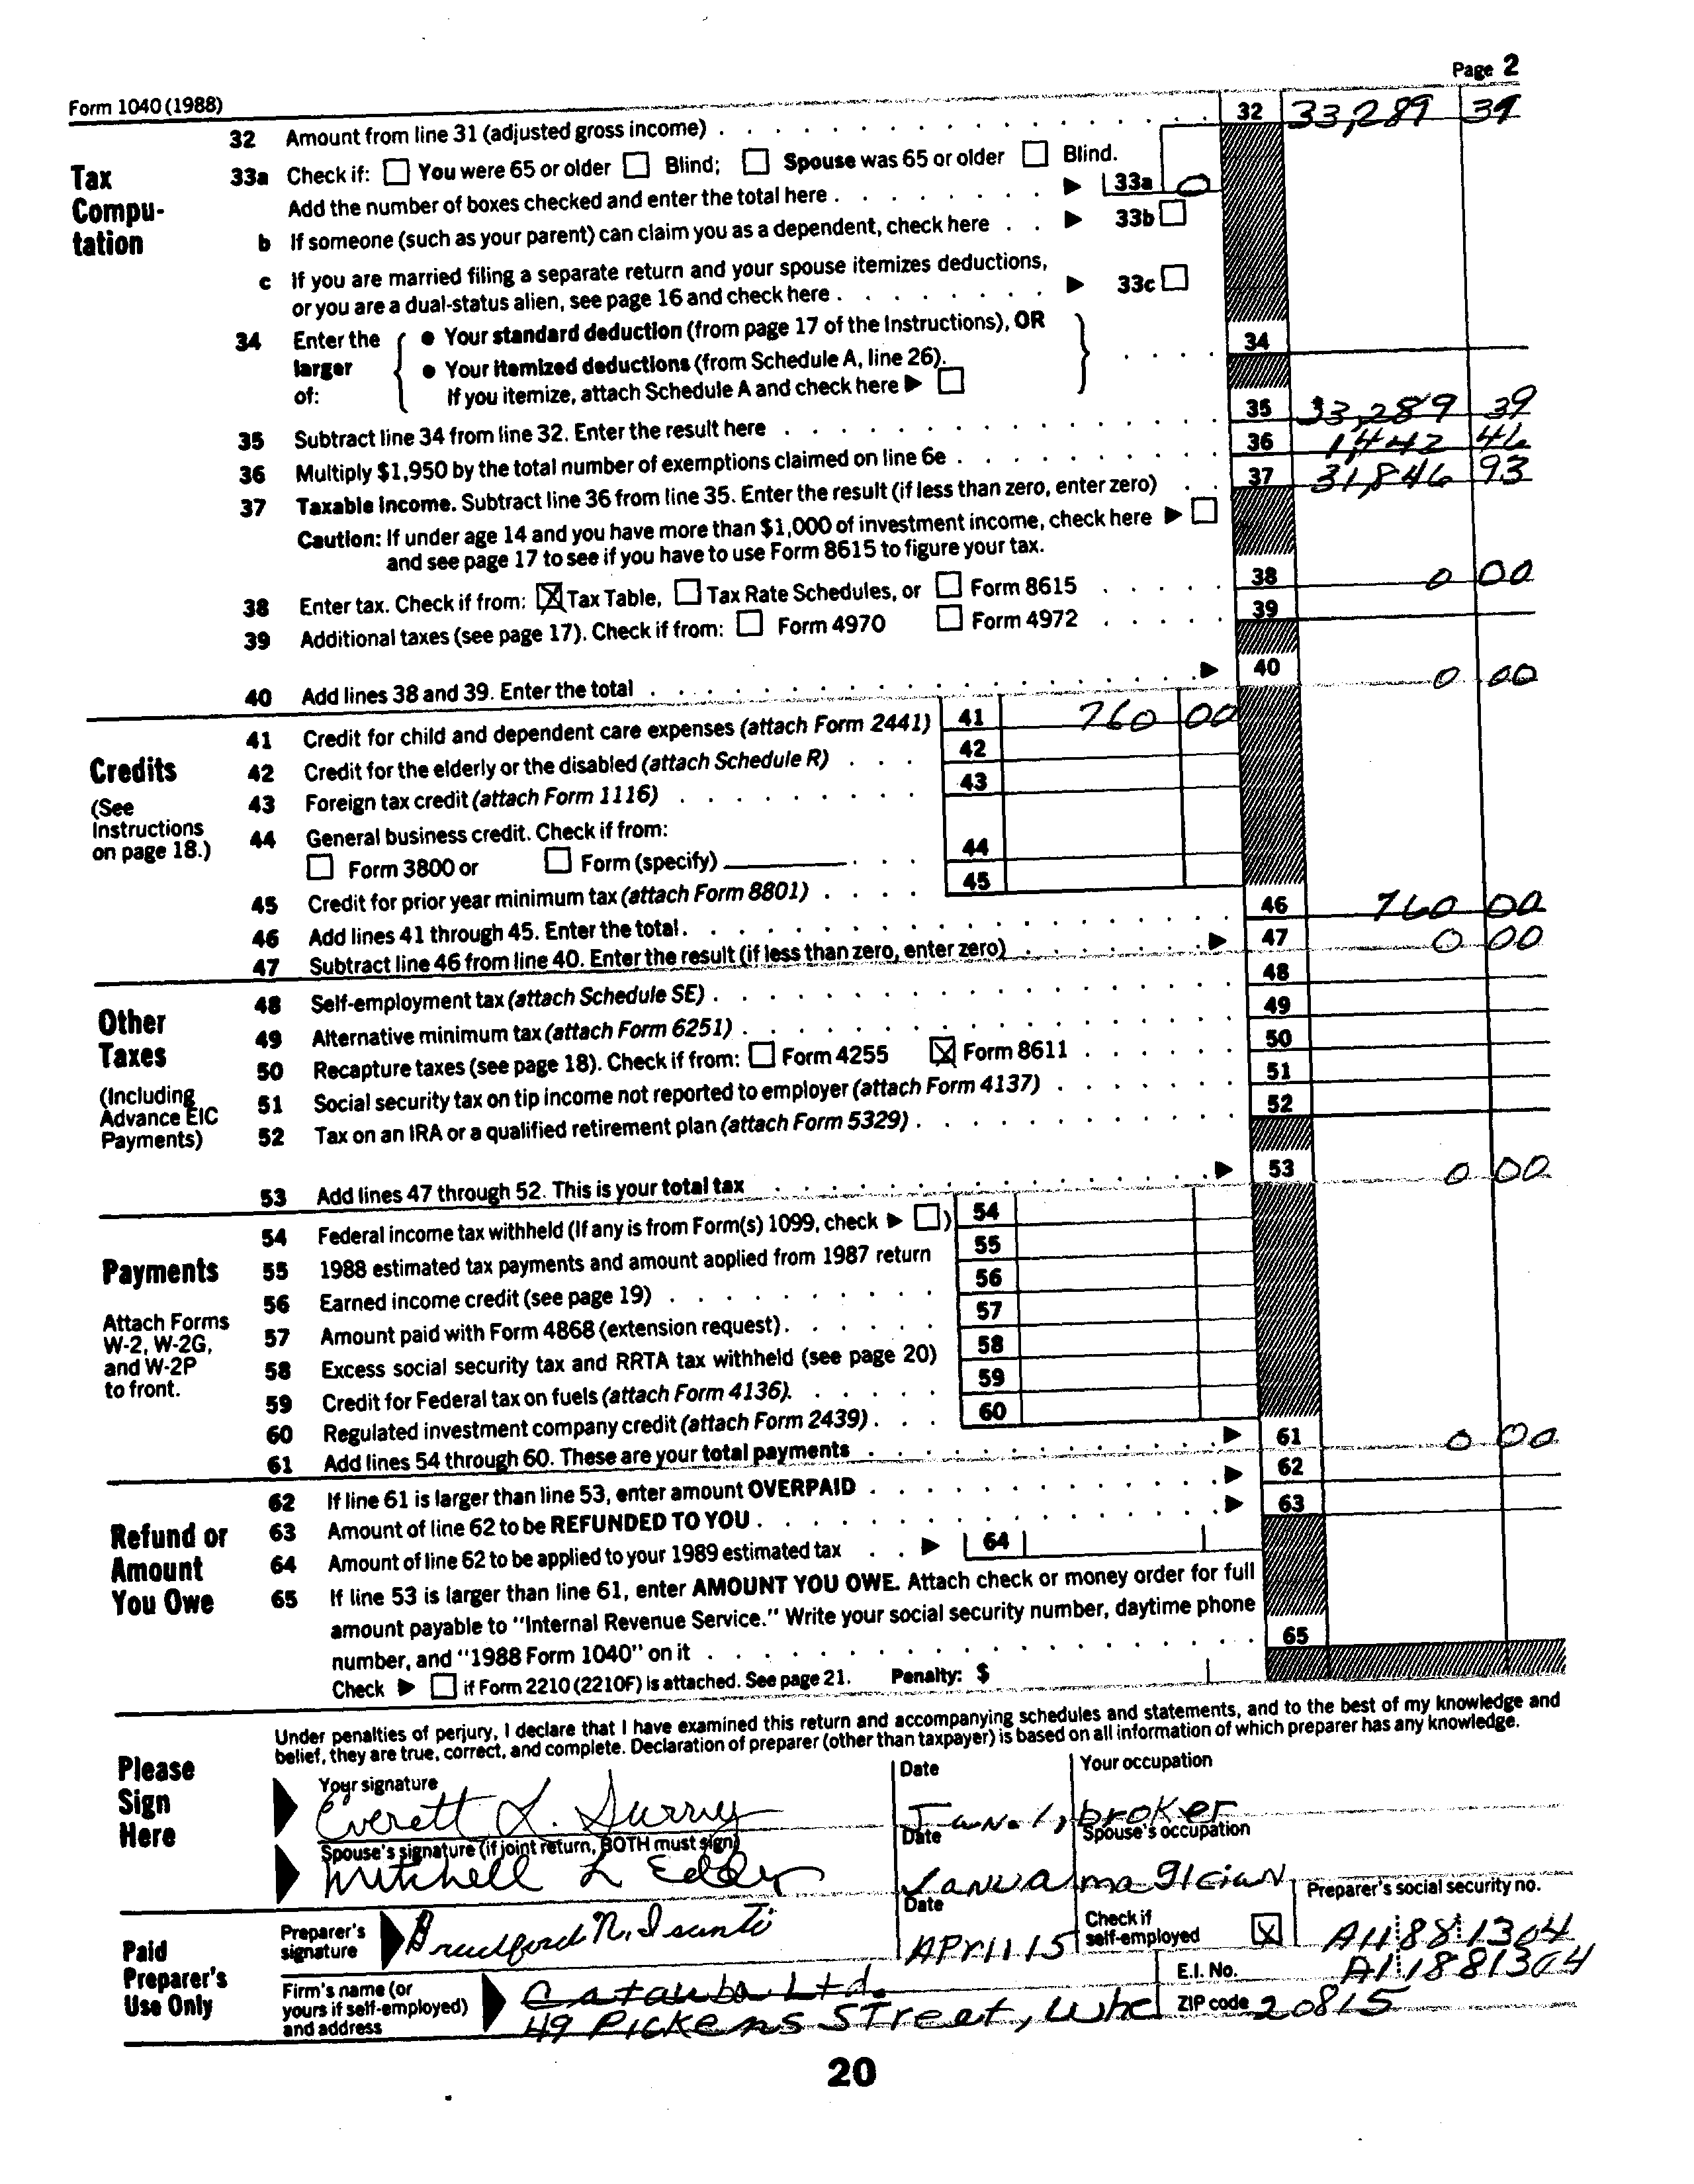 Page 2
Form 1040 (1988)
32 Amount from line 31 (adjusted gross income) 32 33,289 39
Tax Compu-tation
33a Check if: You were 65 or older Blind; Spouse was 65 or older Blind.
Add the number of boxes checked and enter the total here 33a 0
b If someone (such as your parent) can claim you as a dependent, check here 33b
c If you are married filing a separate return and your spouse itemizes deductions,
or you are a dual-status alien, see page 16 and check here 33c
34 Enter the larger of: { • Your standard deduction (from page 17 of the Instructions), OR
• Your itemized deductions (from Schedule A, line 26).
If you itemize, attach Schedule A and check here } 34
35 Subtract line 34 from line 32. Enter the result here 35 33,289 39
36 Multiply $1,950 by the total number of exemptions claimed on line 6e 36 1,442 46
37 Taxable income. Subtract line 36 from line 35. Enter the result (if less than zero, enter zero) 37 31,846 93
Caution: If under age 14 and you have more than $1,000 of investment income, check here
and see page 17 to see if you have to use Form 8615 to figure your tax.
38 Enter tax. Check if from: X Tax Table, Tax Rate Schedules, or Form 8615 38 0 00
39 Additional taxes (see page 17). Check if from: Form 4970 Form 4972 39
40 Add lines 38 and 39. Enter the total 40 0 00
Credits
(See Instructions on page 18.)
41 Credit for child and dependent care expenses (attach Form 2441) 41 760 00
42 Credit for the elderly or the disabled (attach Schedule R) 42
43 Foreign tax credit (attach Form 1116) 43
44 General business credit. Check if from:
Form 3800 or Form (specify) 44
45 Credit for prior year minimum tax (attach Form 8801) 45
46 Add lines 41 through 45. Enter the total. 46 760 00
47 Subtract line 46 from line 40. Enter the result (if less than zero, enter zero) 47 0 00
Other Taxes
(Including Advance EIC Payments)
48 Self-employment tax (attach Schedule SE) 48
49 Alternative minimum tax (attach Form 6251) 49
50 Recapture taxes (see page 18). Check if from: Form 4255 X Form 8611 50
51 Social security tax on tip income not reported to employer (attach Form 4137) 51
52 Tax on an IRA or a qualified retirement plan (attach Form 5329) 52
53 Add lines 47 through 52. This is your total tax 53 0 00
Payments
Attach Forms W-2, W-2G, and W-2P to front.
54 Federal income tax withheld (If any is from Form(s) 1099, check ) 54
55 1988 estimated tax payments and amount applied from 1987 return 55
56 Earned income credit (see page 19) 56
57 Amount paid with Form 4868 (extension request) 57
58 Excess social security tax and RRTA tax withheld (see page 20) 58
59 Credit for Federal tax on fuels (attach Form 4136). 59
60 Regulated investment company credit (attach Form 2439) 60
61 Add lines 54 through 60. These are your total payments 61 0 00
Refund or Amount You Owe
62 If line 61 is larger than line 53, enter amount OVERPAID 62
63 Amount of line 62 to be REFUNDED TO YOU 63
64 Amount of line 62 to be applied to your 1989 estimated tax 64
65 If line 53 is larger than line 61, enter AMOUNT YOU OWE. Attach check or money order for full
amount payable to "Internal Revenue Service." Write your social security number, daytime phone
number, and "1988 Form 1040" on it 65
Check if Form 2210 (2210F) is attached. See page 21. Penalty: $
Please Sign Here
Under penalties of perjury, I declare that I have examined this return and accompanying schedules and statements, and to the best of my knowledge and
belief, they are true, correct, and complete. Declaration of preparer (other than taxpayer) is based on all information of which preparer has any knowledge.
Your signature Date Your occupation
Everett L. Surry Jan. 1, broker
Spouse's signature (if joint return, BOTH must sign) Date Spouse's occupation
Mitchell L Edder Janua magician
Paid Preparer's Use Only
Preparer's signature Bradford N. Isanti Date April 15 Check if self-employed X Preparer's social security no. A11881304
Firm's name (or yours if self-employed) and address Catawba Ltd. E.I. No. A11881304
49 Pickens Street, Whe ZIP code 20815
20